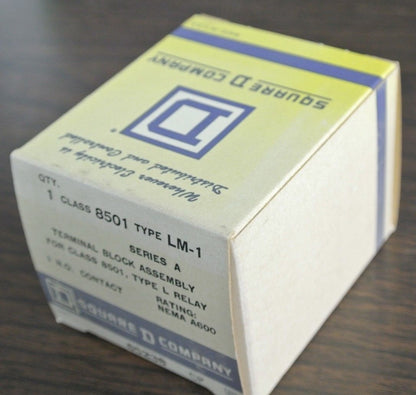 SQUARE D COMPANY
D
Wherever Electricity is
Distributed and Controlled
QTY.
1 CLASS 8501 TYPE LM-1
SERIES A
TERMINAL BLOCK ASSEMBLY
FOR CLASS 8501, TYPE L RELAY
1 N.O. CONTACT RATING:
NEMA A600
D SQUARE D COMPANY